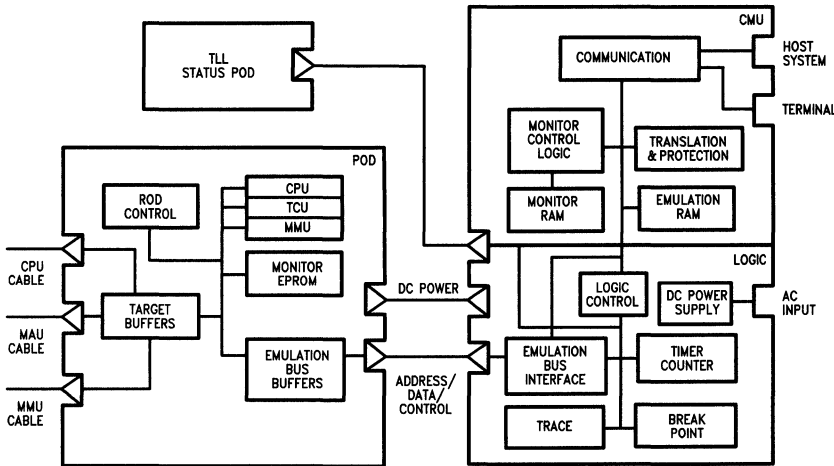 TLL
STATUS POD
CMU
COMMUNICATION
HOST
SYSTEM
TERMINAL
MONITOR
CONTROL
LOGIC
TRANSLATION
& PROTECTION
MONITOR
RAM
EMULATION
RAM
POD
ROD
CONTROL
CPU
TCU
MMU
MONITOR
EPROM
CPU
CABLE
TARGET
BUFFERS
MAU
CABLE
MMU
CABLE
EMULATION
BUS
BUFFERS
DC POWER
ADDRESS/
DATA/
CONTROL
LOGIC
LOGIC
CONTROL
DC POWER
SUPPLY
AC
INPUT
EMULATION
BUS
INTERFACE
TIMER
COUNTER
TRACE
BREAK
POINT